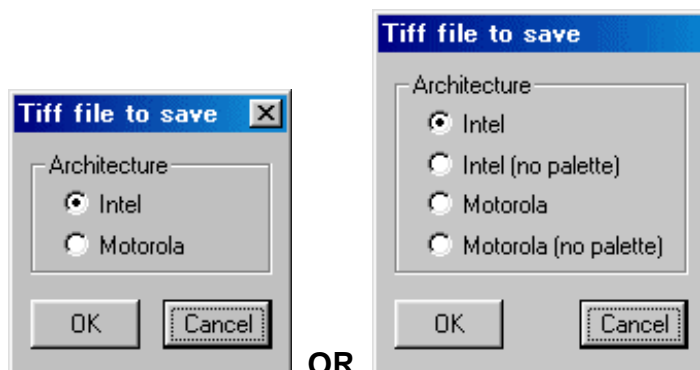 Tiff file to save
Architecture
Intel
Motorola
OK Cancel
OR
Tiff file to save
Architecture
Intel
Intel (no palette)
Motorola
Motorola (no palette)
OK Cancel